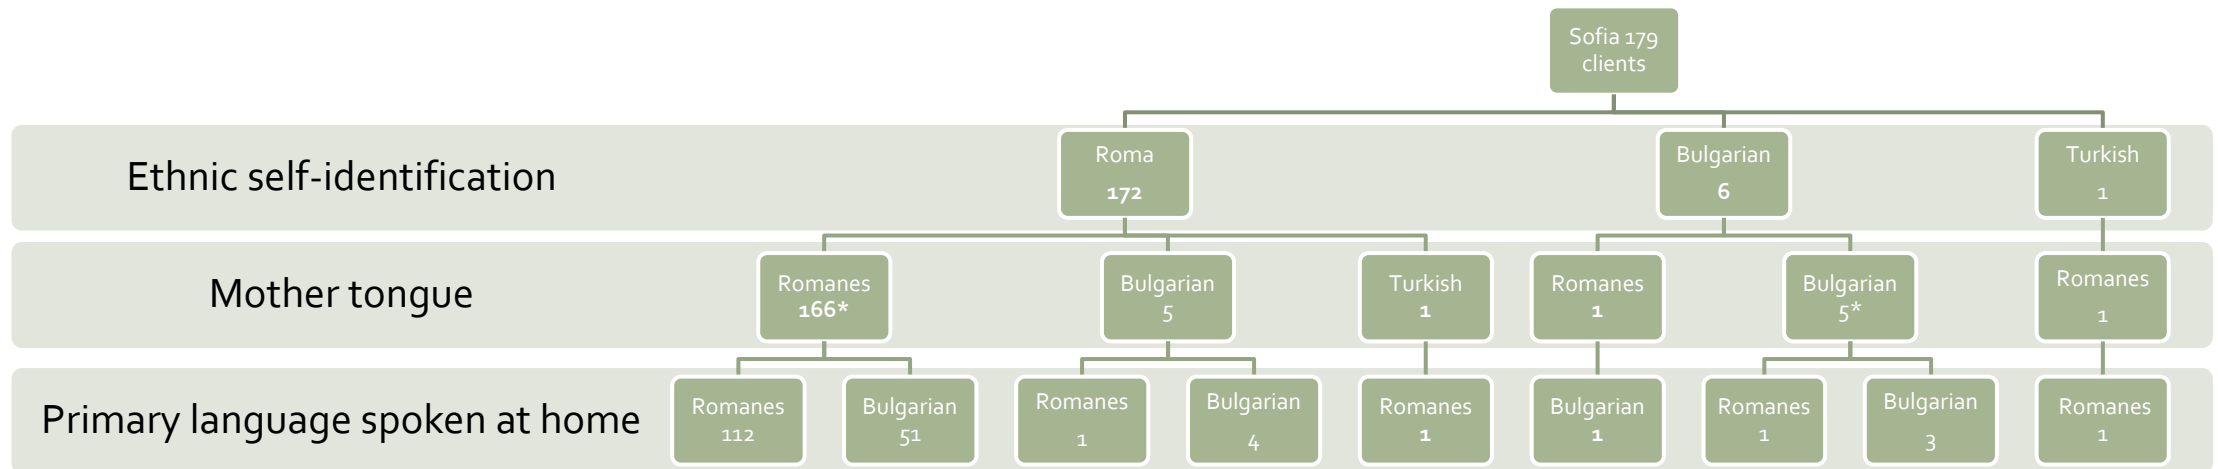 Sofia 179
clients
Ethnic self-identification
Roma
172
Bulgarian
6
Turkish
1
Mother tongue
Romanes
166*
Bulgarian
5
Turkish
1
Romanes
1
Bulgarian
5*
Romanes
1
Primary language spoken at home
Romanes
112
Bulgarian
51
Romanes
1
Bulgarian
4
Romanes
1
Bulgarian
1
Romanes
1
Bulgarian
3
Romanes
1